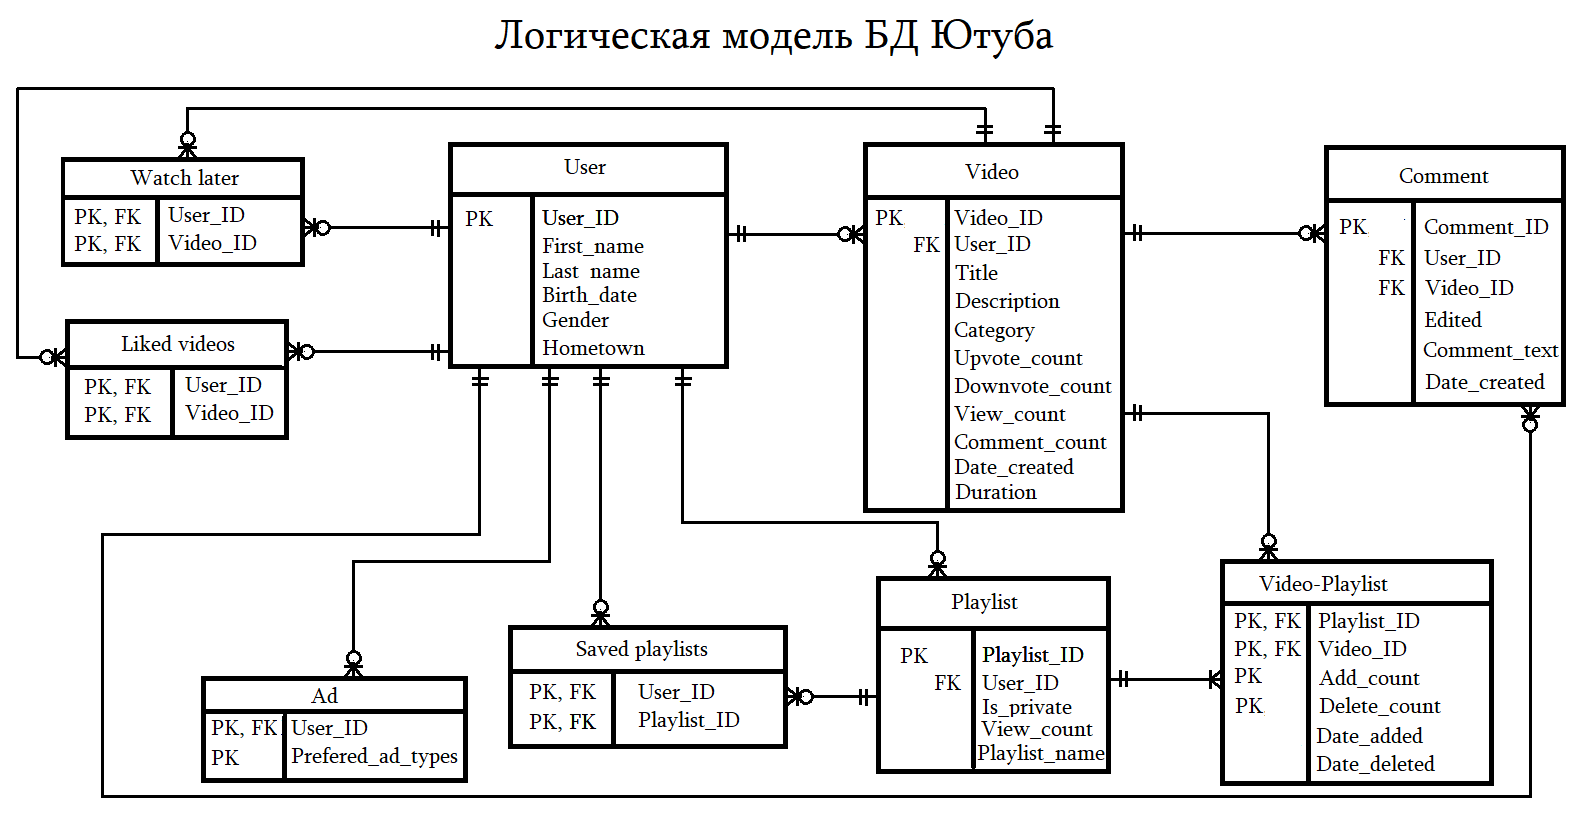 Логическая модель БД Ютуба
Watch later
PK, FK User_ID
PK, FK Video_ID
Liked videos
PK, FK User_ID
PK, FK Video_ID
User
PK User_ID
First_name
Last_name
Birth_date
Gender
Hometown
Video
PK Video_ID
FK User_ID
Title
Description
Category
Upvote_count
Downvote_count
View_count
Comment_count
Date_created
Duration
Comment
PK Comment_ID
FK User_ID
FK Video_ID
Edited
Comment_text
Date_created
Ad
PK, FK User_ID
PK Prefered_ad_types
Saved playlists
PK, FK User_ID
PK, FK Playlist_ID
Playlist
PK Playlist_ID
FK User_ID
Is_private
View_count
Playlist_name
Video-Playlist
PK, FK Playlist_ID
PK, FK Video_ID
PK Add_count
PK Delete_count
Date_added
Date_deleted